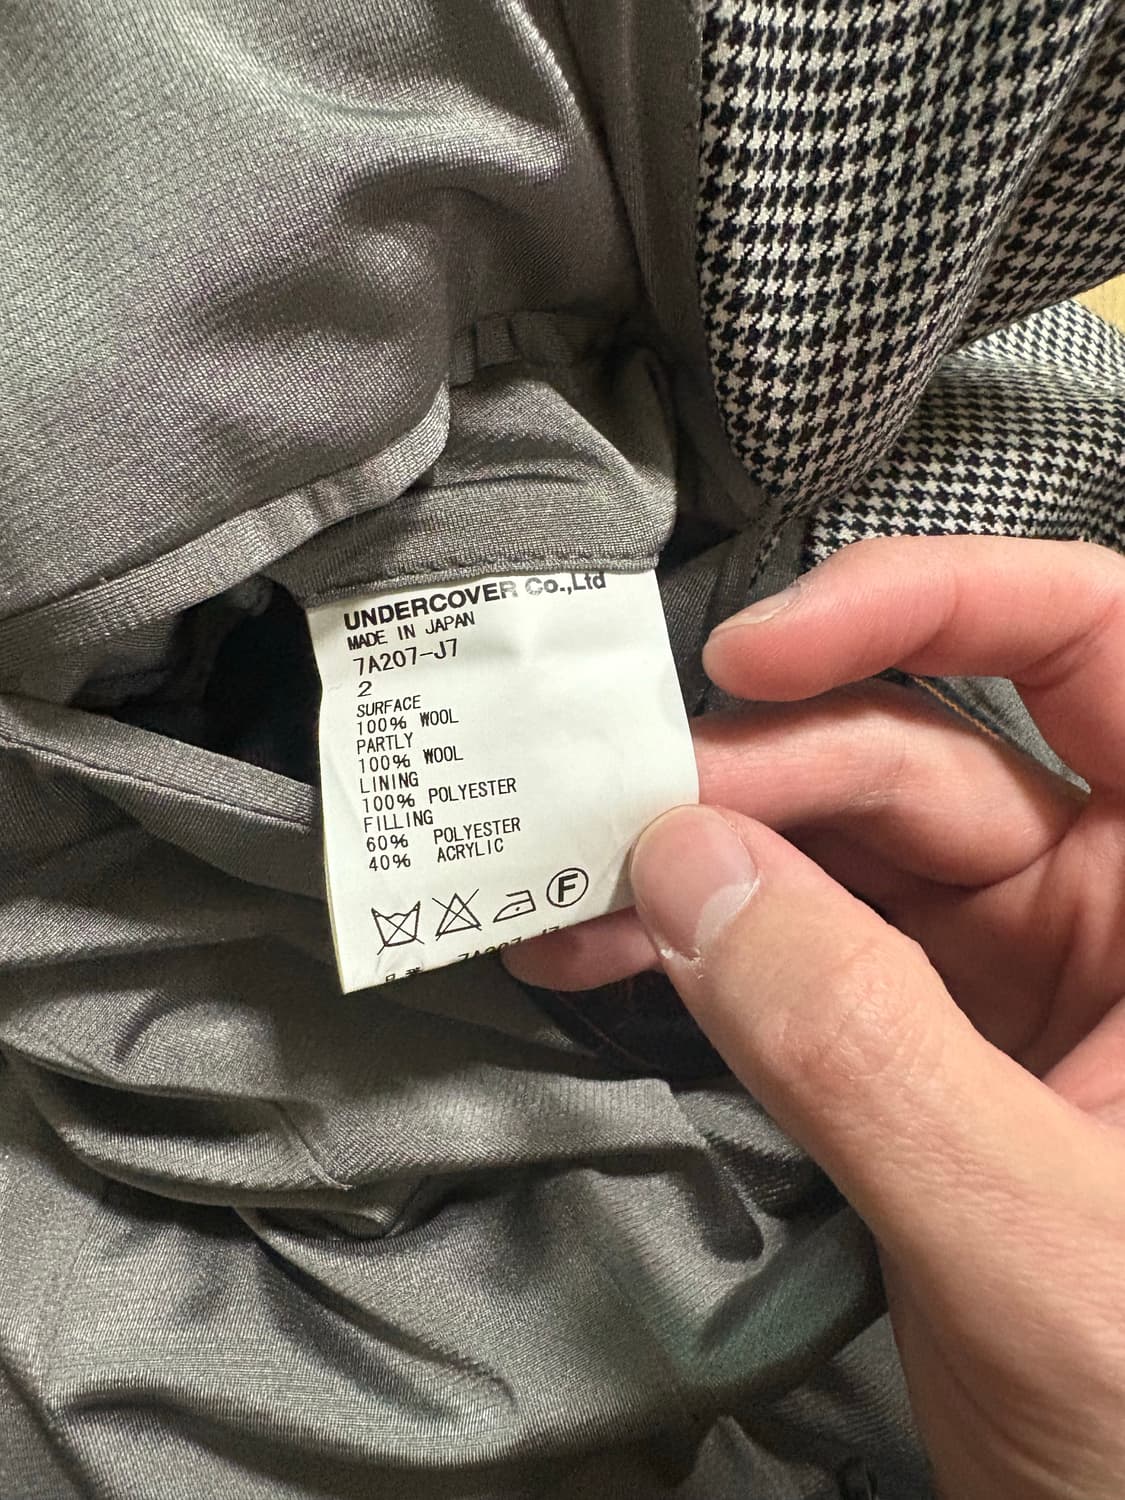 UNDERCOVER Co.,Ltd
MADE IN JAPAN
7A207-J7
2
SURFACE
100% WOOL
PARTLY
100% WOOL
LINING
100% POLYESTER
FILLING
60% POLYESTER
40% ACRYLIC
F